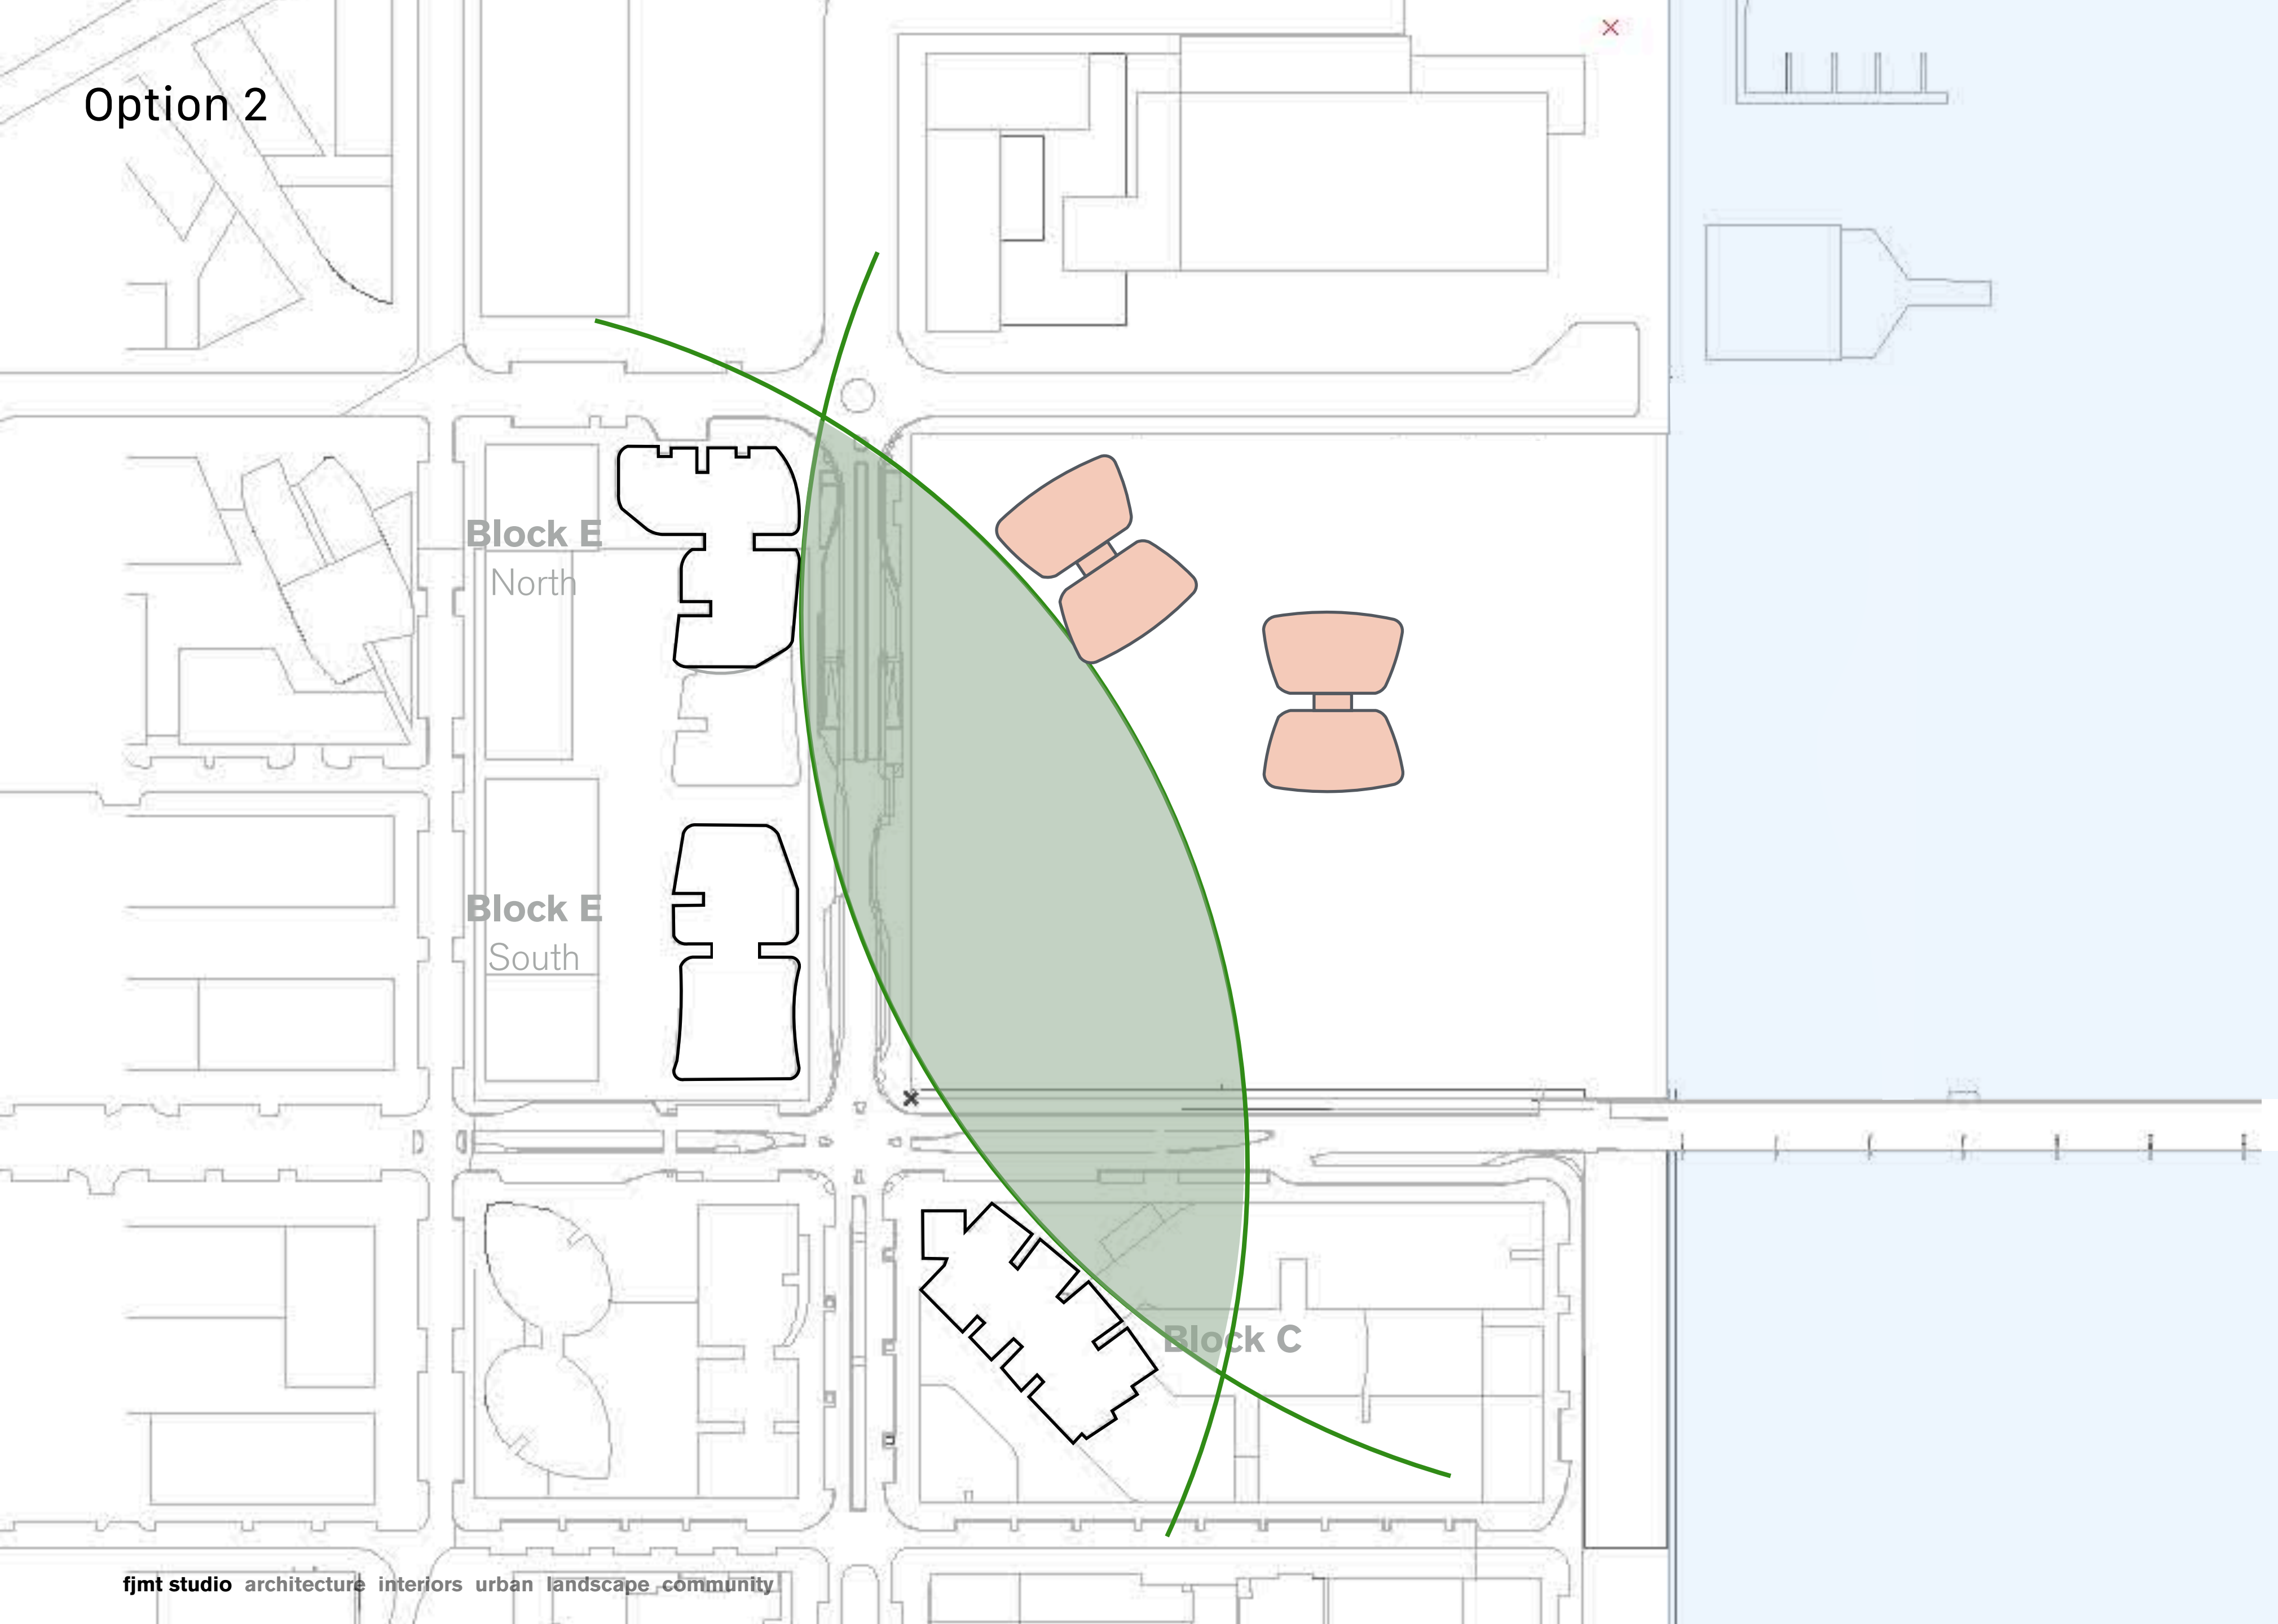 Option 2
Block E
North
Block E
South
Block C
fjmt studio architecture interiors urban landscape community